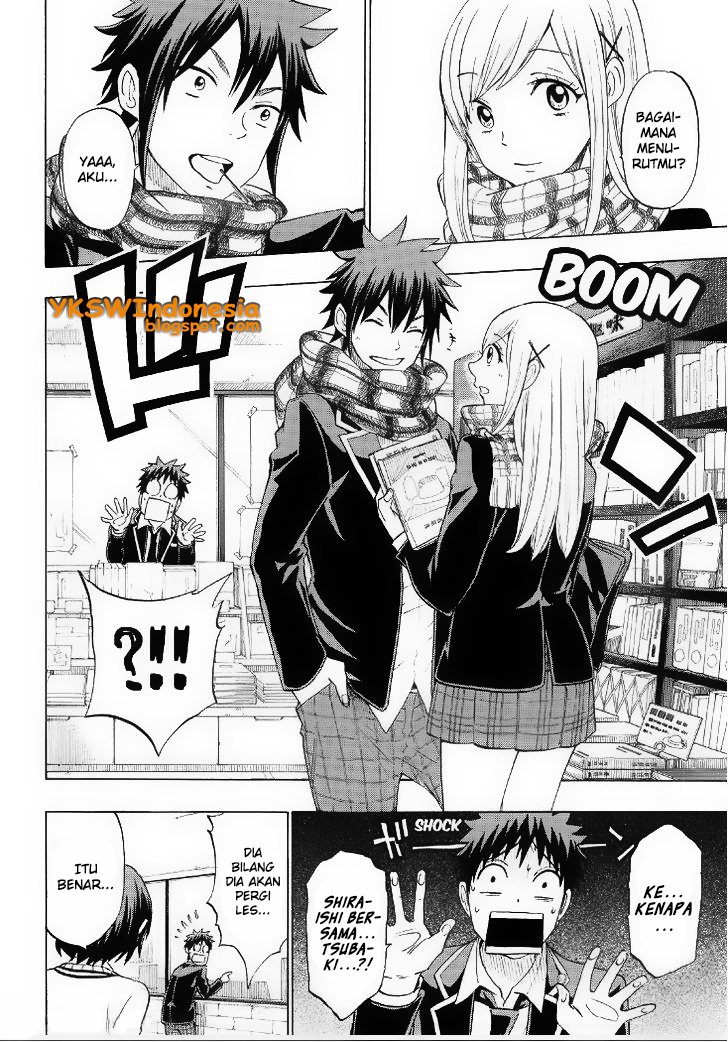 BAGAI-
MANA
MENU-
RUTMU?
YAAA,
AKU...
BOOM
YKSWIndonesia
blogspot.com
?!!
SHOCK
KE...
KENAPA
...
SHIRA-
ISHI BER-
SAMA...
TSUBA-
KI...?!
DIA
BILANG
DIA AKAN
PERGI
LES...
ITU
BENAR...